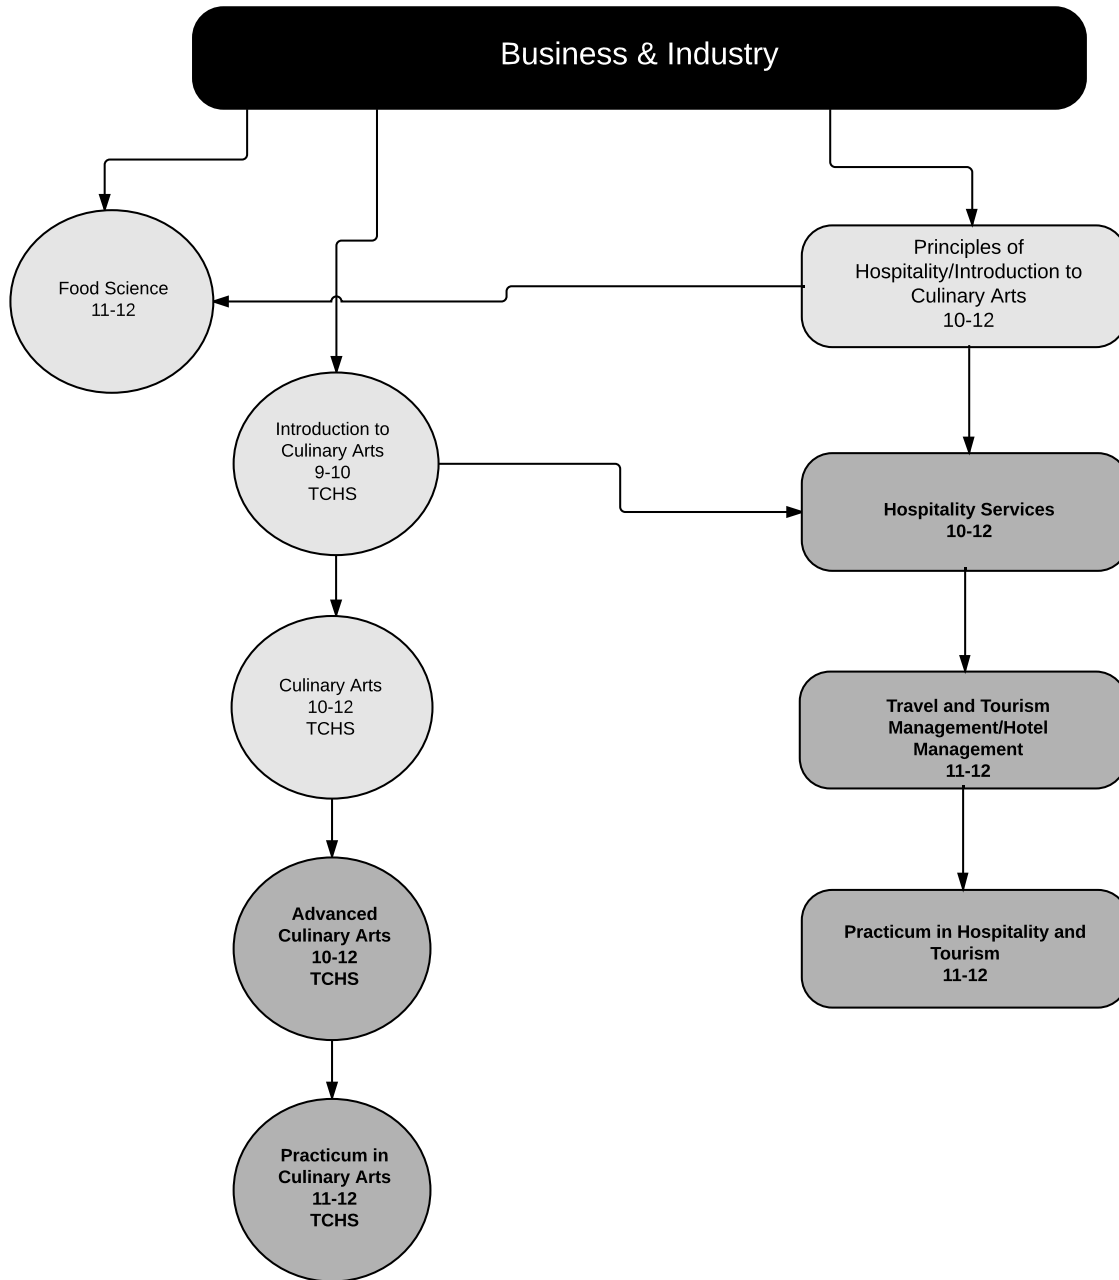 Business & Industry
Food Science
11-12
Principles of
Hospitality/Introduction to
Culinary Arts
10-12
Introduction to
Culinary Arts
9-10
TCHS
Hospitality Services
10-12
Culinary Arts
10-12
TCHS
Travel and Tourism
Management/Hotel
Management
11-12
Advanced
Culinary Arts
10-12
TCHS
Practicum in Hospitality and
Tourism
11-12
Practicum in
Culinary Arts
11-12
TCHS